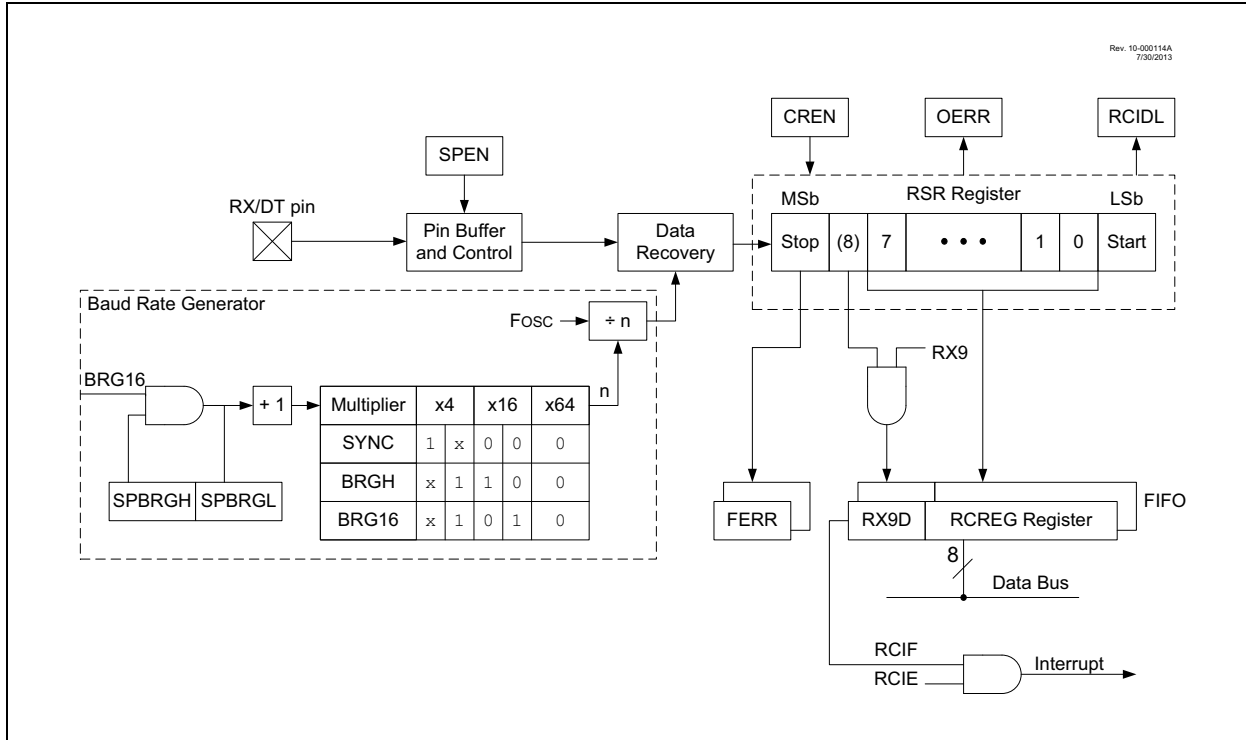 Rev. 10-000114A
7/30/2013
CREN
OERR
RCIDL
SPEN
MSb
RSR Register
LSb
RX/DT pin
Pin Buffer
and Control
Data
Recovery
Stop (8) 7 • • • 1 0 Start
Baud Rate Generator
FOSC
÷ n
RX9
BRG16
n
+ 1
Multiplier x4 x16 x64
SYNC 1 x 0 0 0
BRGH x 1 1 0 0
BRG16 x 1 0 1 0
SPBRGH SPBRGL
FIFO
FERR
RX9D RCREG Register
8
Data Bus
RCIF
RCIE
Interrupt